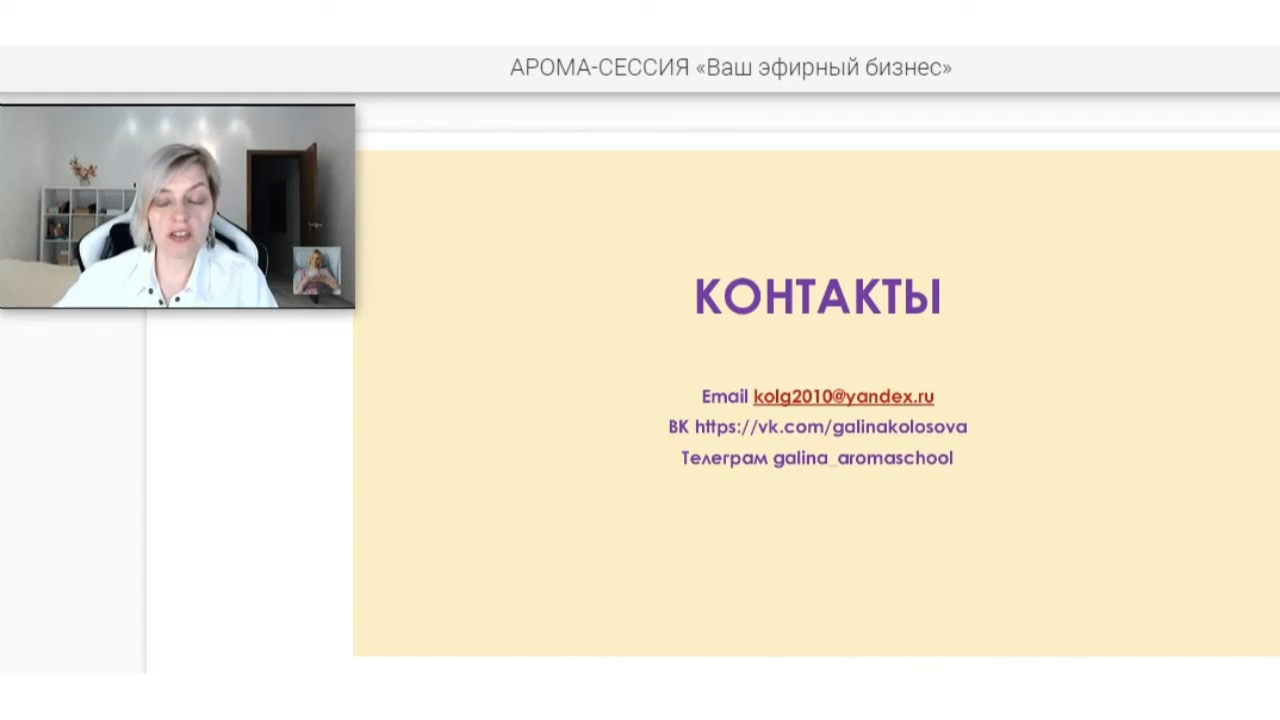 АРОМА-СЕССИЯ «Ваш эфирный бизнес»
КОНТАКТЫ
Email kolg2010@yandex.ru
ВК https://vk.com/galinakolosova
Телеграм galina_aromaschool